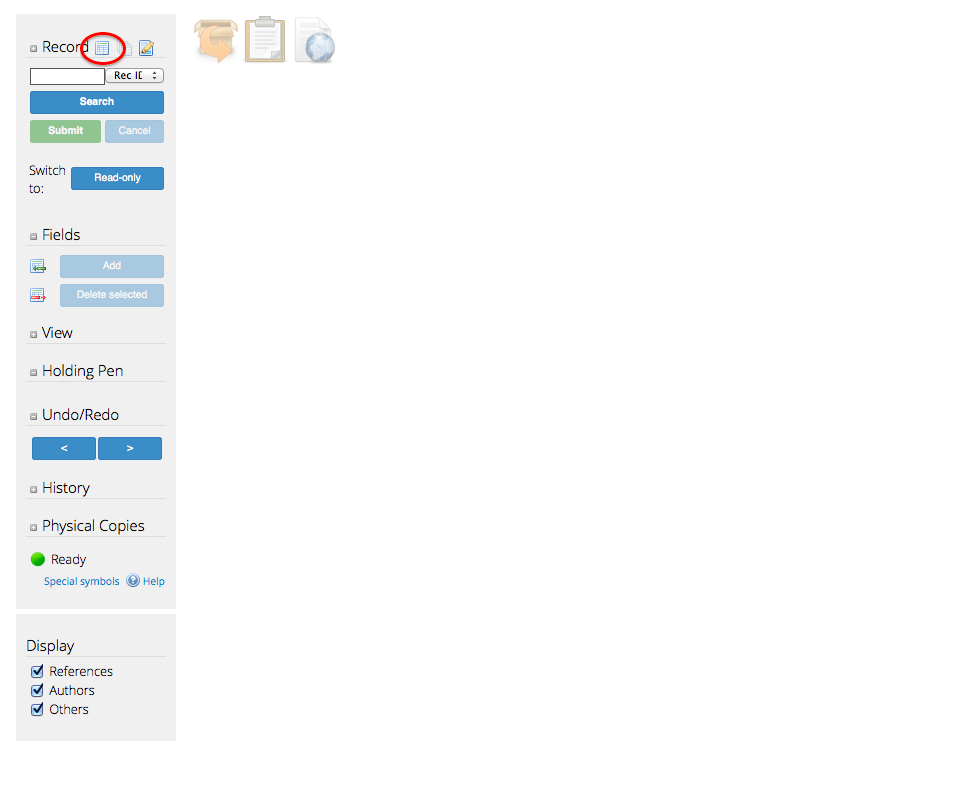 Record
Rec ID
Search
Submit Cancel
Switch to: Read-only
Fields
Add
Delete selected
View
Holding Pen
Undo/Redo
< >
History
Physical Copies
Ready
Special symbols Help
Display
References
Authors
Others